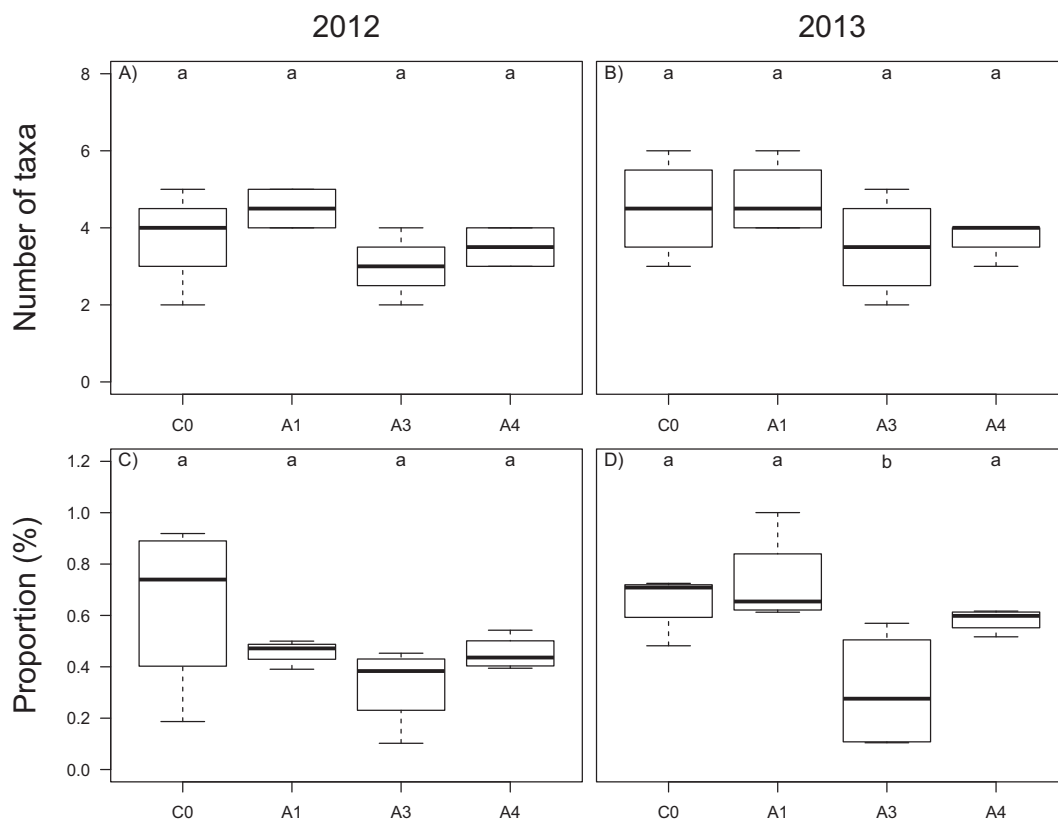 2012 2013
A) a a a a B) a a a a
Number of taxa
8
6
4
2
0
C0 A1 A3 A4 C0 A1 A3 A4
C) a a a a D) a a b a
Proportion (%)
1.2
1.0
0.8
0.6
0.4
0.2
0.0
C0 A1 A3 A4 C0 A1 A3 A4